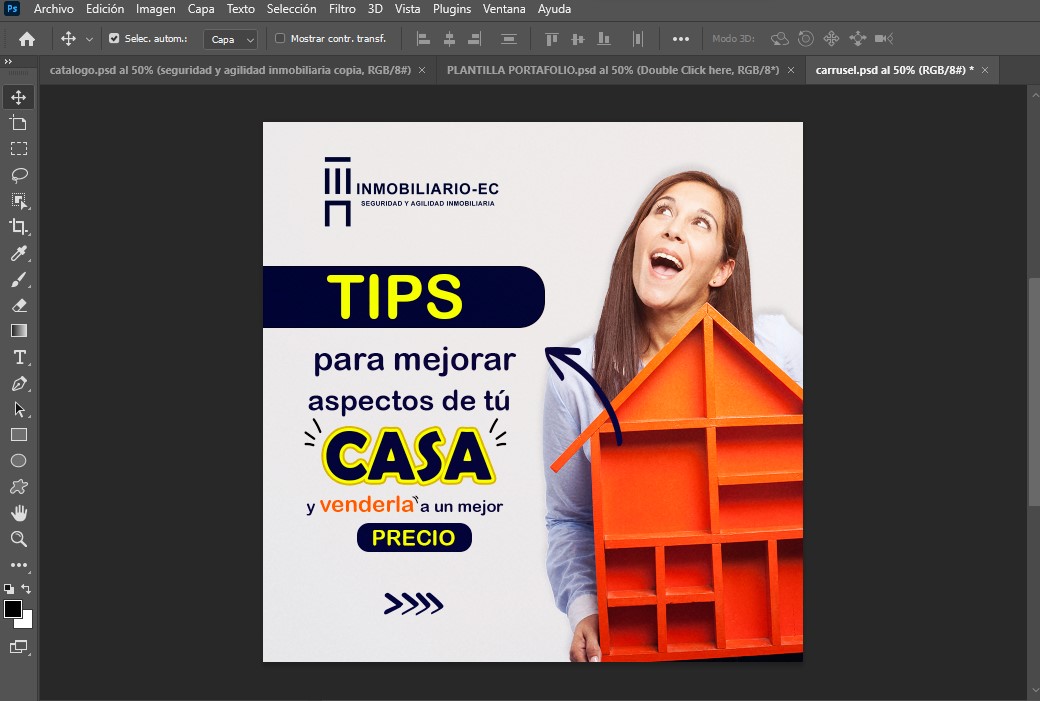 Ps Archivo Edición Imagen Capa Texto Selección Filtro 3D Vista Plugins Ventana Ayuda
Selec. autom.: Capa Mostrar contr. transf. Modo 3D:
catalogo.psd al 50% (seguridad y agilidad inmobiliaria copia, RGB/8#) × PLANTILLA PORTAFOLIO.psd al 50% (Double Click here, RGB/8*) × carrusel.psd al 50% (RGB/8#) * ×
INMOBILIARIO-EC
SEGURIDAD Y AGILIDAD INMOBILIARIA
TIPS
para mejorar
aspectos de tú
CASA
y venderla a un mejor
PRECIO